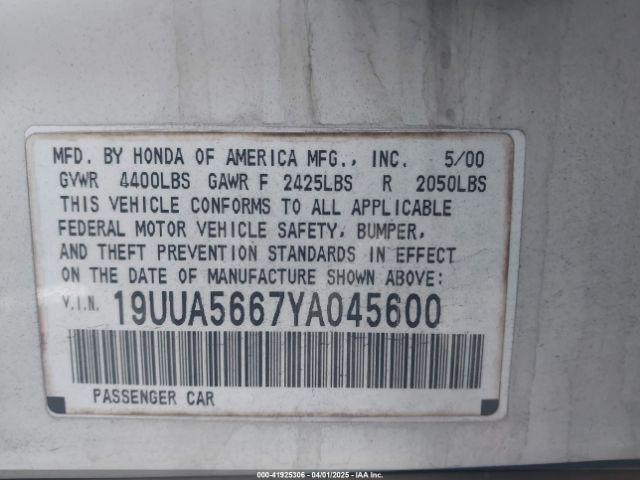 MFD. BY HONDA OF AMERICA MFG., INC. 5/00
GVWR 4400LBS GAWR F 2425LBS R 2050LBS
THIS VEHICLE CONFORMS TO ALL APPLICABLE
FEDERAL MOTOR VEHICLE SAFETY, BUMPER,
AND THEFT PREVENTION STANDARDS IN EFFECT
ON THE DATE OF MANUFACTURE SHOWN ABOVE:
V.I.N. 19UUA5667YA045600
PASSENGER CAR
000-41925306 - 04/01/2025 - IAAI.COM